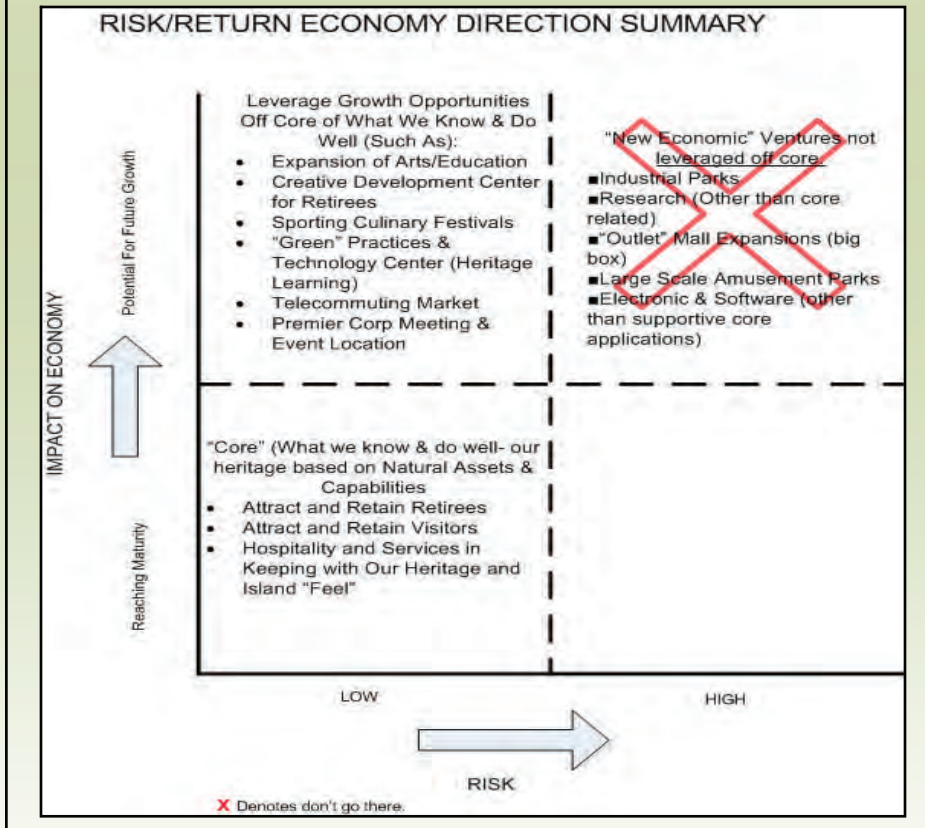 RISK/RETURN ECONOMY DIRECTION SUMMARY
Leverage Growth Opportunities
Off Core of What We Know & Do
Well (Such As):
• Expansion of Arts/Education
• Creative Development Center
for Retirees
• Sporting Culinary Festivals
• "Green" Practices &
Technology Center (Heritage
Learning)
• Telecommuting Market
• Premier Corp Meeting &
Event Location
"New Economic" Ventures not
leveraged off core.
■Industrial Parks
■Research (Other than core
related)
■"Outlet" Mall Expansions (big
box)
■Large Scale Amusement Parks
■Electronic & Software (other
than supportive core
applications)
IMPACT ON ECONOMY
Potential For Future Growth
Reaching Maturity
"Core" (What we know & do well- our
heritage based on Natural Assets &
Capabilities
• Attract and Retain Retirees
• Attract and Retain Visitors
• Hospitality and Services in
Keeping with Our Heritage and
Island "Feel"
LOW
HIGH
RISK
X Denotes don't go there.